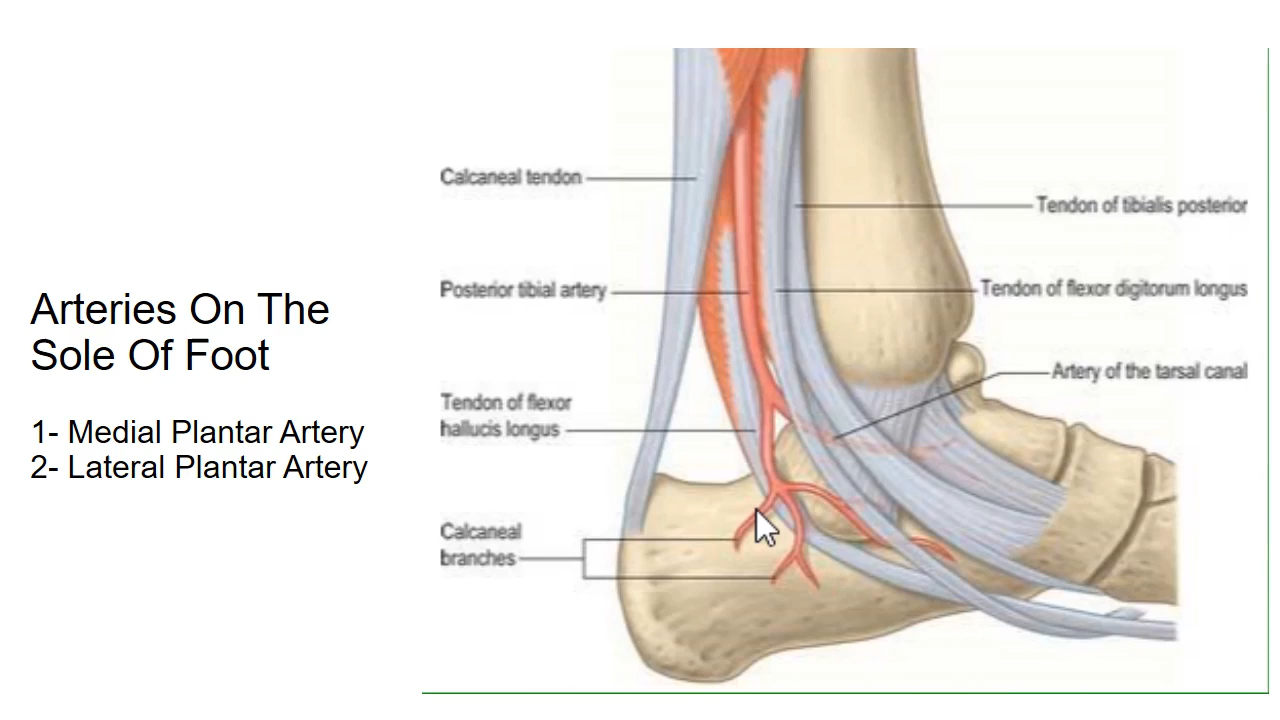 Arteries On The
Sole Of Foot
1- Medial Plantar Artery
2- Lateral Plantar Artery
Calcaneal tendon
Posterior tibial artery
Tendon of flexor
hallucis longus
Calcaneal
branches
Tendon of tibialis posterior
Tendon of flexor digitorum longus
Artery of the tarsal canal